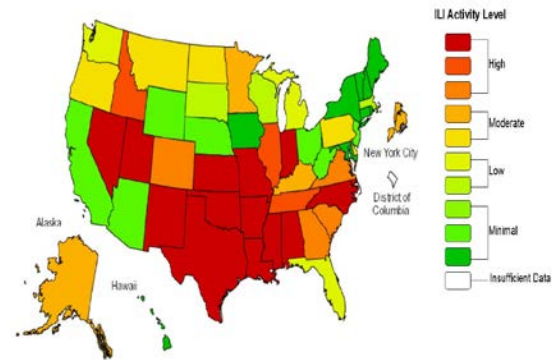 ILI Activity Level
High
Moderate
Low
Minimal
Insufficient Data
New York City
District of
Columbia
Alaska
Hawaii